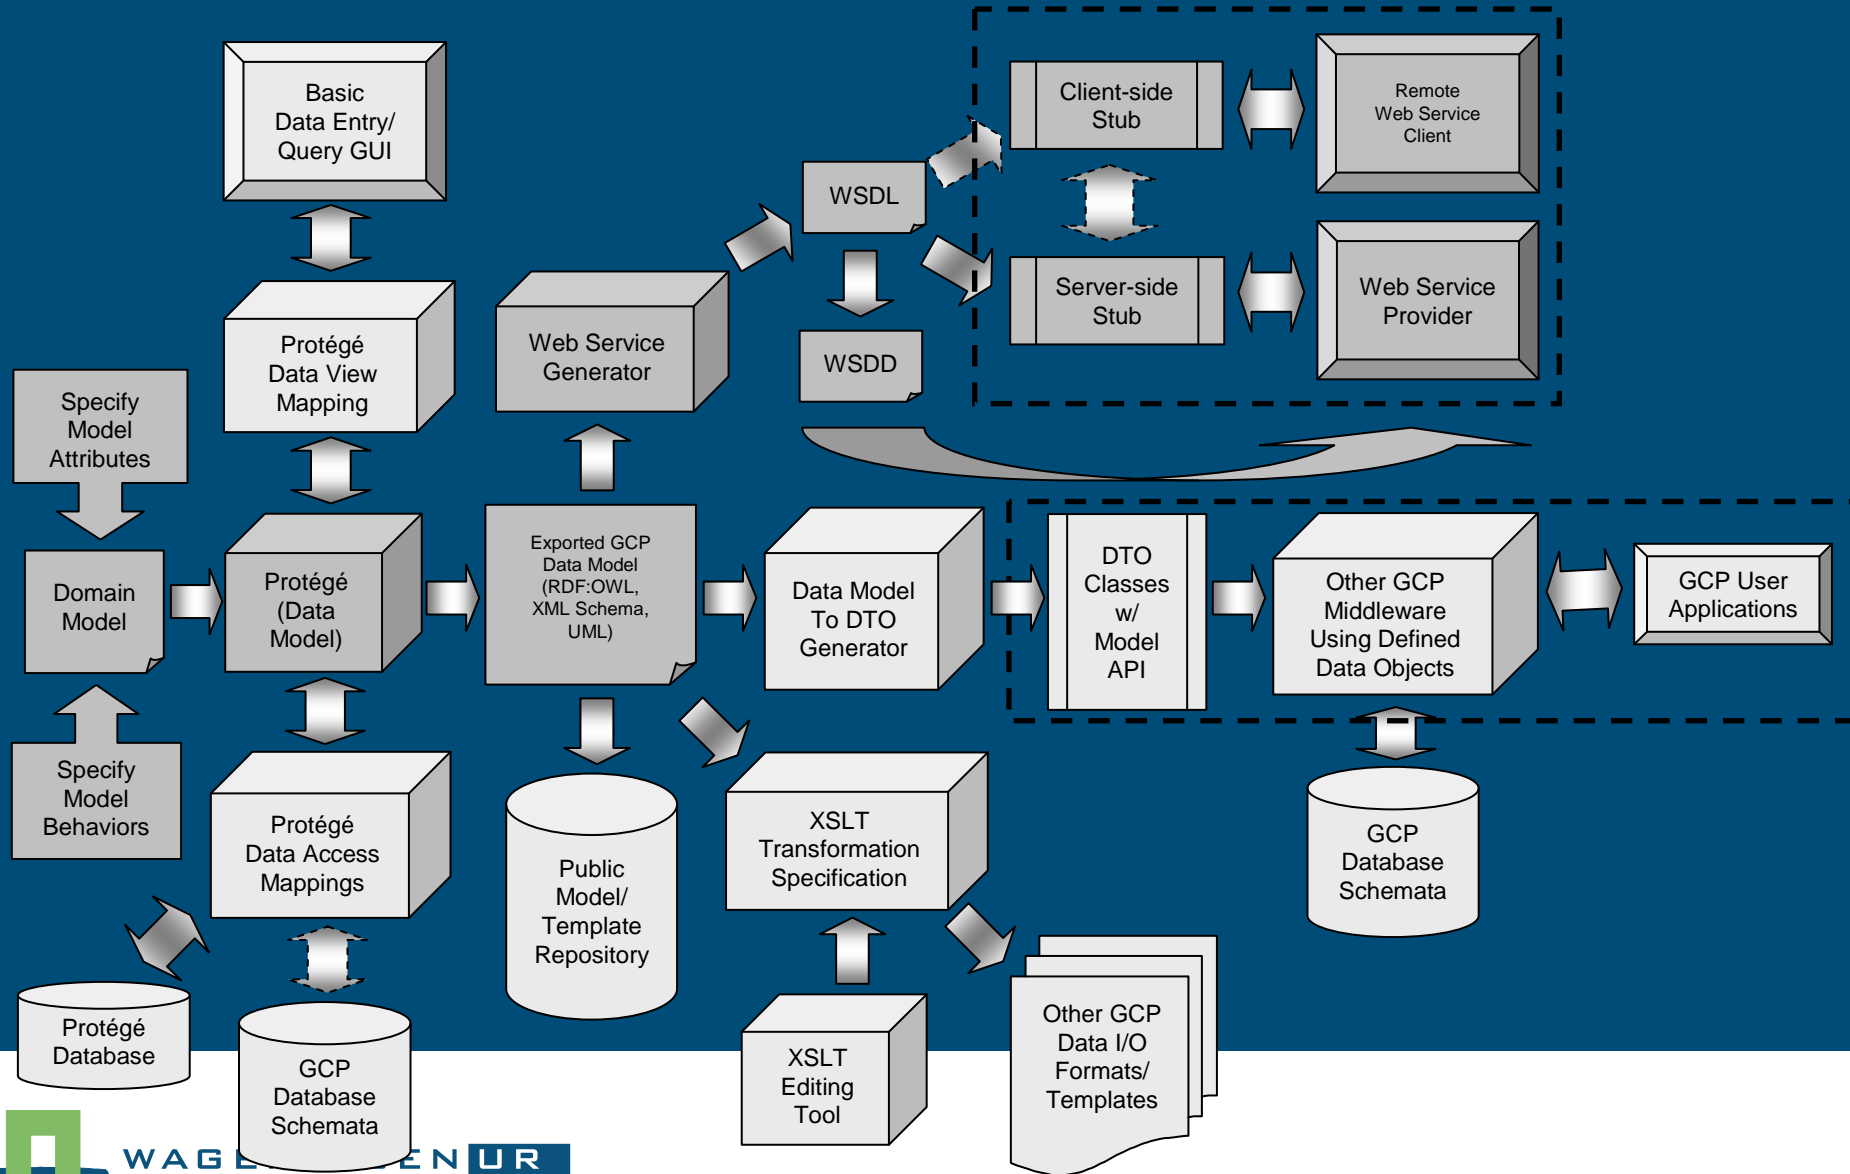 Basic
Data Entry/
Query GUI
Client-side
Stub
Remote
Web Service
Client
WSDL
Server-side
Stub
Web Service
Provider
Protégé
Data View
Mapping
Web Service
Generator
WSDD
Specify
Model
Attributes
Domain
Model
Protégé
(Data
Model)
Exported GCP
Data Model
(RDF:OWL,
XML Schema,
UML)
Data Model
To DTO
Generator
DTO
Classes
w/
Model
API
Other GCP
Middleware
Using Defined
Data Objects
GCP User
Applications
Specify
Model
Behaviors
Protégé
Data Access
Mappings
Public
Model/
Template
Repository
XSLT
Transformation
Specification
GCP
Database
Schemata
Protégé
Database
GCP
Database
Schemata
XSLT
Editing
Tool
Other GCP
Data I/O
Formats/
Templates
UR